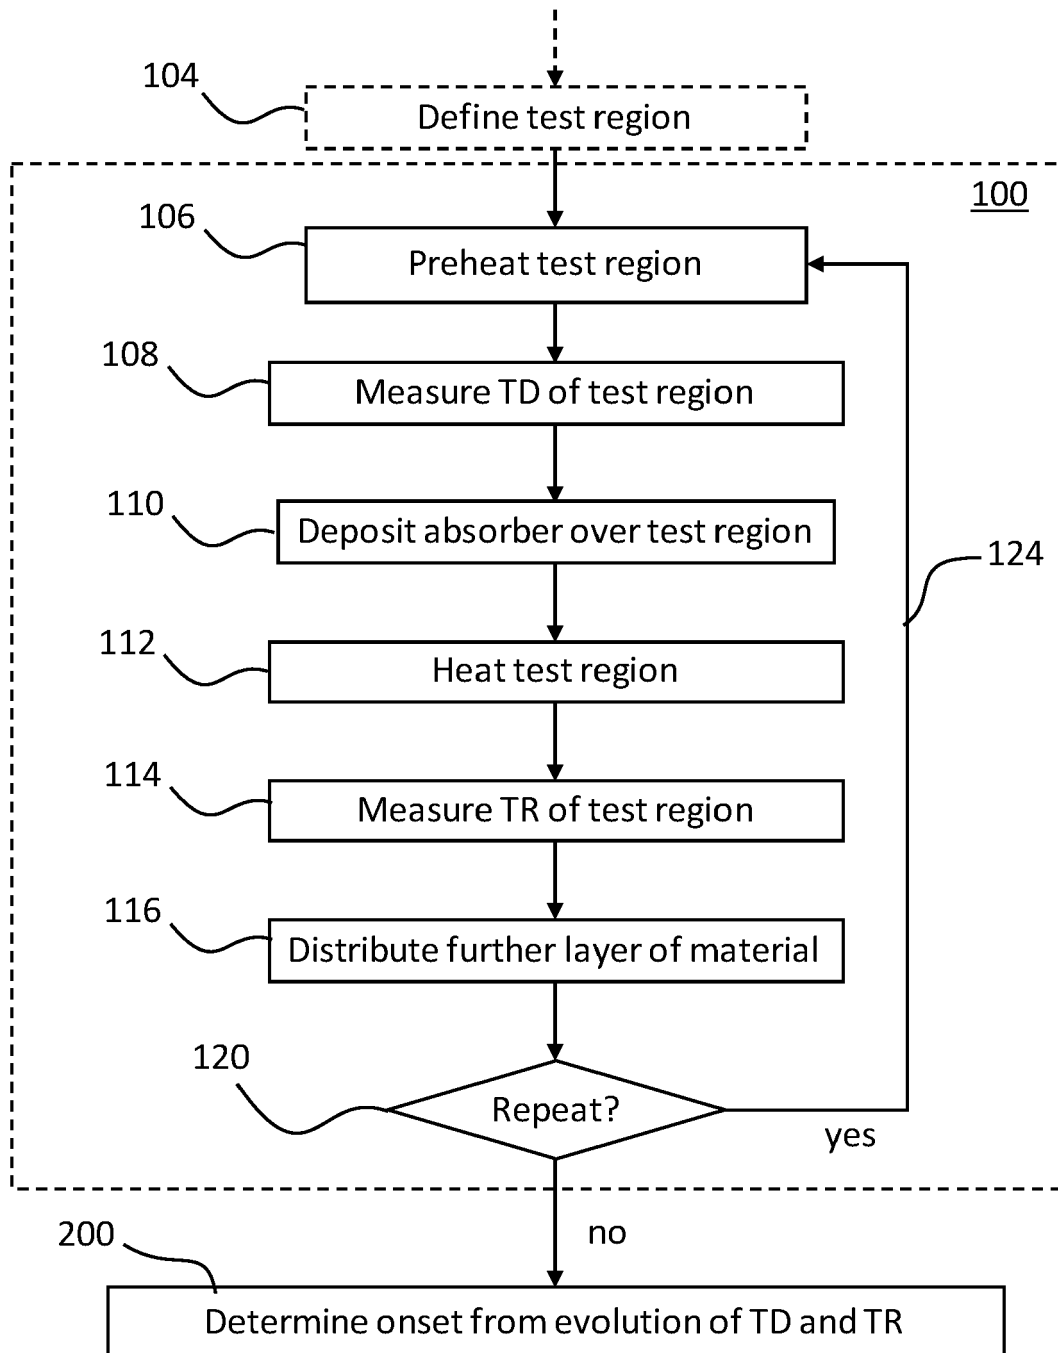 104
Define test region
100
106
Preheat test region
108
Measure TD of test region
110
Deposit absorber over test region
124
112
Heat test region
114
Measure TR of test region
116
Distribute further layer of material
120
Repeat?
yes
200
no
Determine onset from evolution of TD and TR